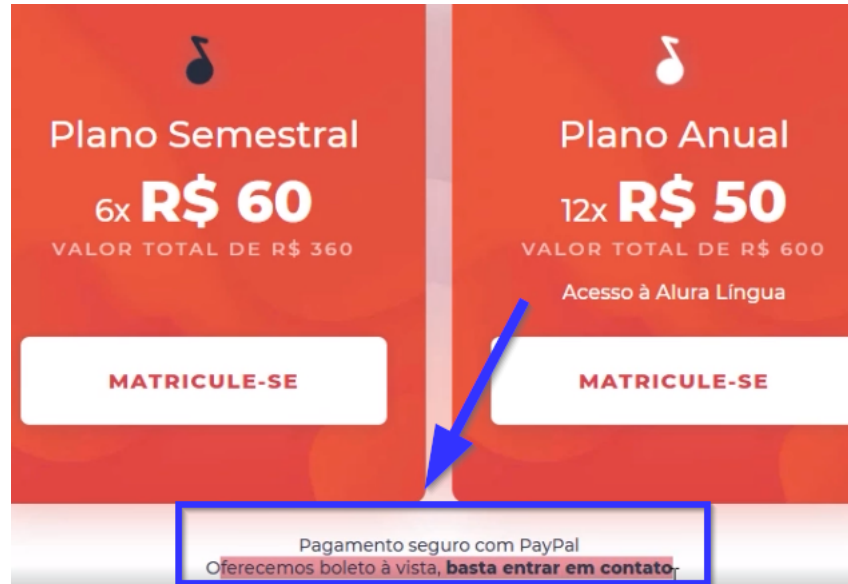 Plano Semestral
6x R$ 60
VALOR TOTAL DE R$ 360
MATRICULE-SE
Plano Anual
12x R$ 50
VALOR TOTAL DE R$ 600
Acesso à Alura Língua
MATRICULE-SE
Pagamento seguro com PayPal
Oferecemos boleto à vista, basta entrar em contato